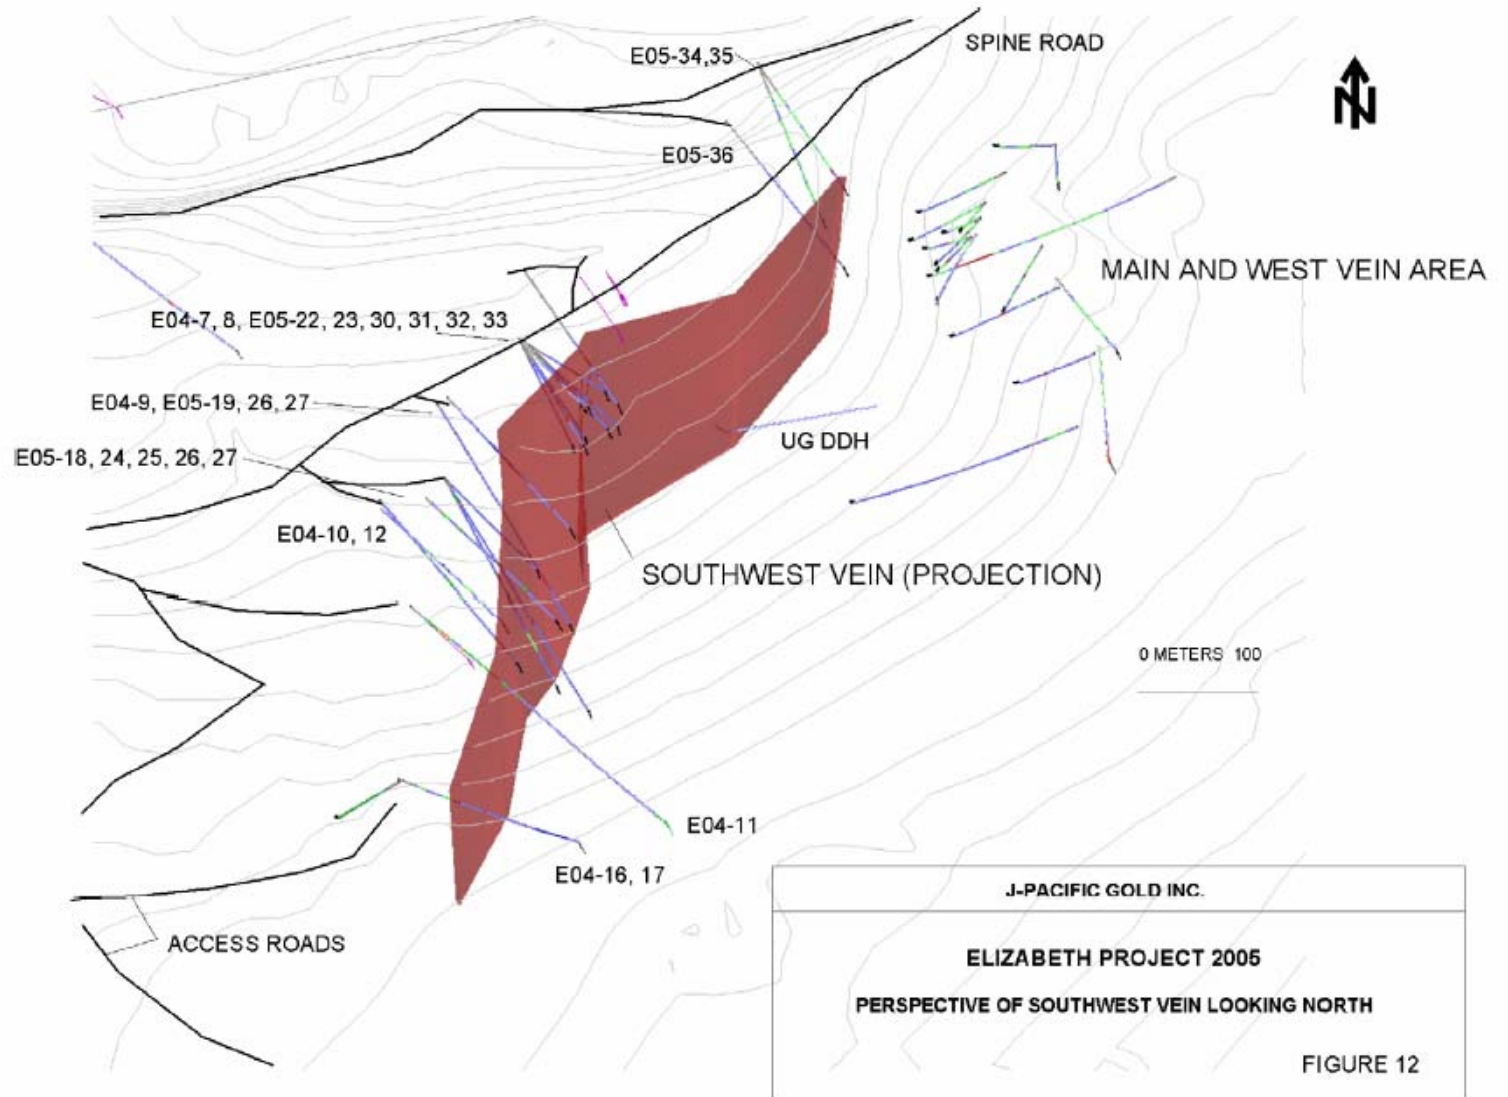 SPINE ROAD
E05-34,35
N
E05-36
MAIN AND WEST VEIN AREA
E04-7, 8, E05-22, 23, 30, 31, 32, 33
E04-9, E05-19, 26, 27
UG DDH
E05-18, 24, 25, 26, 27
E04-10, 12
SOUTHWEST VEIN (PROJECTION)
0 METERS 100
E04-11
E04-16, 17
ACCESS ROADS
J-PACIFIC GOLD INC.
ELIZABETH PROJECT 2005
PERSPECTIVE OF SOUTHWEST VEIN LOOKING NORTH
FIGURE 12